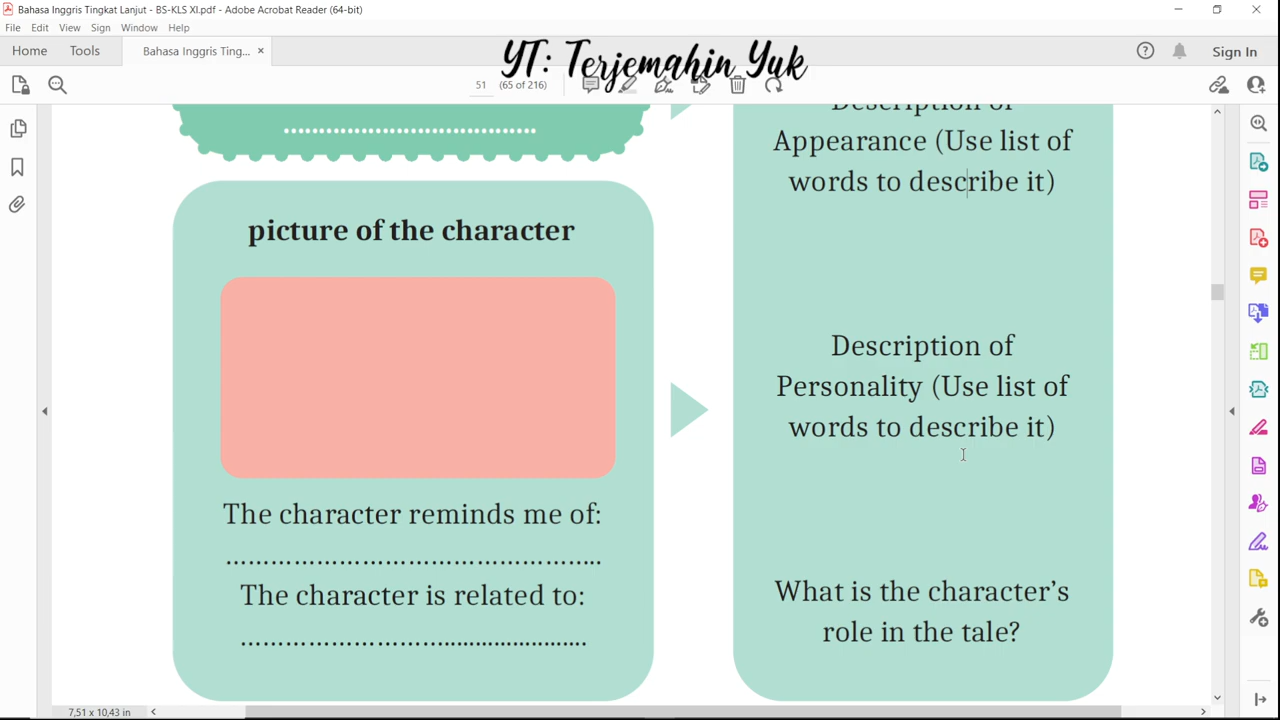 Bahasa Inggris Tingkat Lanjut - BS-KLS XI.pdf - Adobe Acrobat Reader (64-bit)
File Edit View Sign Window Help
Home Tools Bahasa Inggris Ting... × Sign In
YT: Terjemahin Yuk
51 (65 of 216)
..................................
picture of the character
The character reminds me of:
………………………………………….…..
The character is related to:
………………………........................
Description of
Appearance (Use list of
words to describe it)
Description of
Personality (Use list of
words to describe it)
What is the character’s
role in the tale?
7,51 x 10,43 in